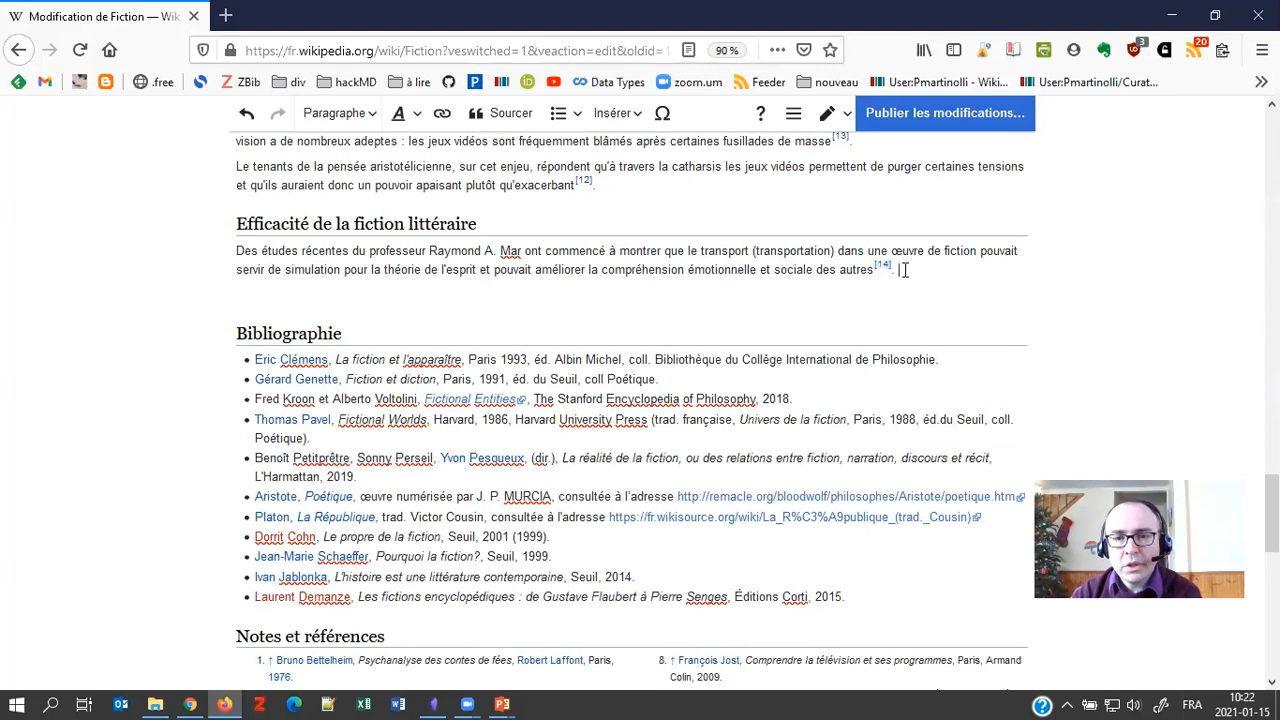 Modification de Fiction — Wik
https://fr.wikipedia.org/wiki/Fiction?veswitched=1&veaction=edit&oldid=1
90 %
3
20
ZBib
.free
div
hackMD
à lire
Data Types
zoom.um
Feeder
nouveau
User:Pmartinolli - Wiki...
User:Pmartinolli/Curat...
Paragraphe
A
Sourcer
Insérer
Ω
?
Publier les modifications...
vision a de nombreux adeptes : les jeux vidéos sont fréquemment blâmés après certaines fusillades de masse[13].
Le tenants de la pensée aristotélicienne, sur cet enjeu, répondent qu'à travers la catharsis les jeux vidéos permettent de purger certaines tensions
et qu'ils auraient donc un pouvoir apaisant plutôt qu'exacerbant[12].
Efficacité de la fiction littéraire
Des études récentes du professeur Raymond A. Mar ont commencé à montrer que le transport (transportation) dans une œuvre de fiction pouvait
servir de simulation pour la théorie de l'esprit et pouvait améliorer la compréhension émotionnelle et sociale des autres[14].
Bibliographie
• Eric Clémens, La fiction et l'apparaître, Paris 1993, éd. Albin Michel, coll. Bibliothèque du Collège International de Philosophie.
• Gérard Genette, Fiction et diction, Paris, 1991, éd. du Seuil, coll Poétique.
• Fred Kroon et Alberto Voltolini, Fictional Entities, The Stanford Encyclopedia of Philosophy, 2018.
• Thomas Pavel, Fictional Worlds, Harvard, 1986, Harvard University Press (trad. française, Univers de la fiction, Paris, 1988, éd.du Seuil, coll.
Poétique).
• Benoît Petitprêtre, Sonny Perseil, Yvon Pesqueux, (dir.), La réalité de la fiction, ou des relations entre fiction, narration, discours et récit,
L'Harmattan, 2019.
• Aristote, Poétique, œuvre numérisée par J. P. MURCIA, consultée à l'adresse http://remacle.org/bloodwolf/philosophes/Aristote/poetique.htm
• Platon, La République, trad. Victor Cousin, consultée à l'adresse https://fr.wikisource.org/wiki/La_R%C3%A9publique_(trad._Cousin)
• Dorrit Cohn, Le propre de la fiction, Seuil, 2001 (1999).
• Jean-Marie Schaeffer, Pourquoi la fiction?, Seuil, 1999.
• Ivan Jablonka, L'histoire est une littérature contemporaine, Seuil, 2014.
• Laurent Demanze, Les fictions encyclopédiques : de Gustave Flaubert à Pierre Senges, Éditions Corti, 2015.
Notes et références
1. ↑ Bruno Bettelheim, Psychanalyse des contes de fées, Robert Laffont, Paris,
1976.
8. ↑ François Jost, Comprendre la télévision et ses programmes, Paris, Armand
Colin, 2009.
FRA
10:22
2021-01-15